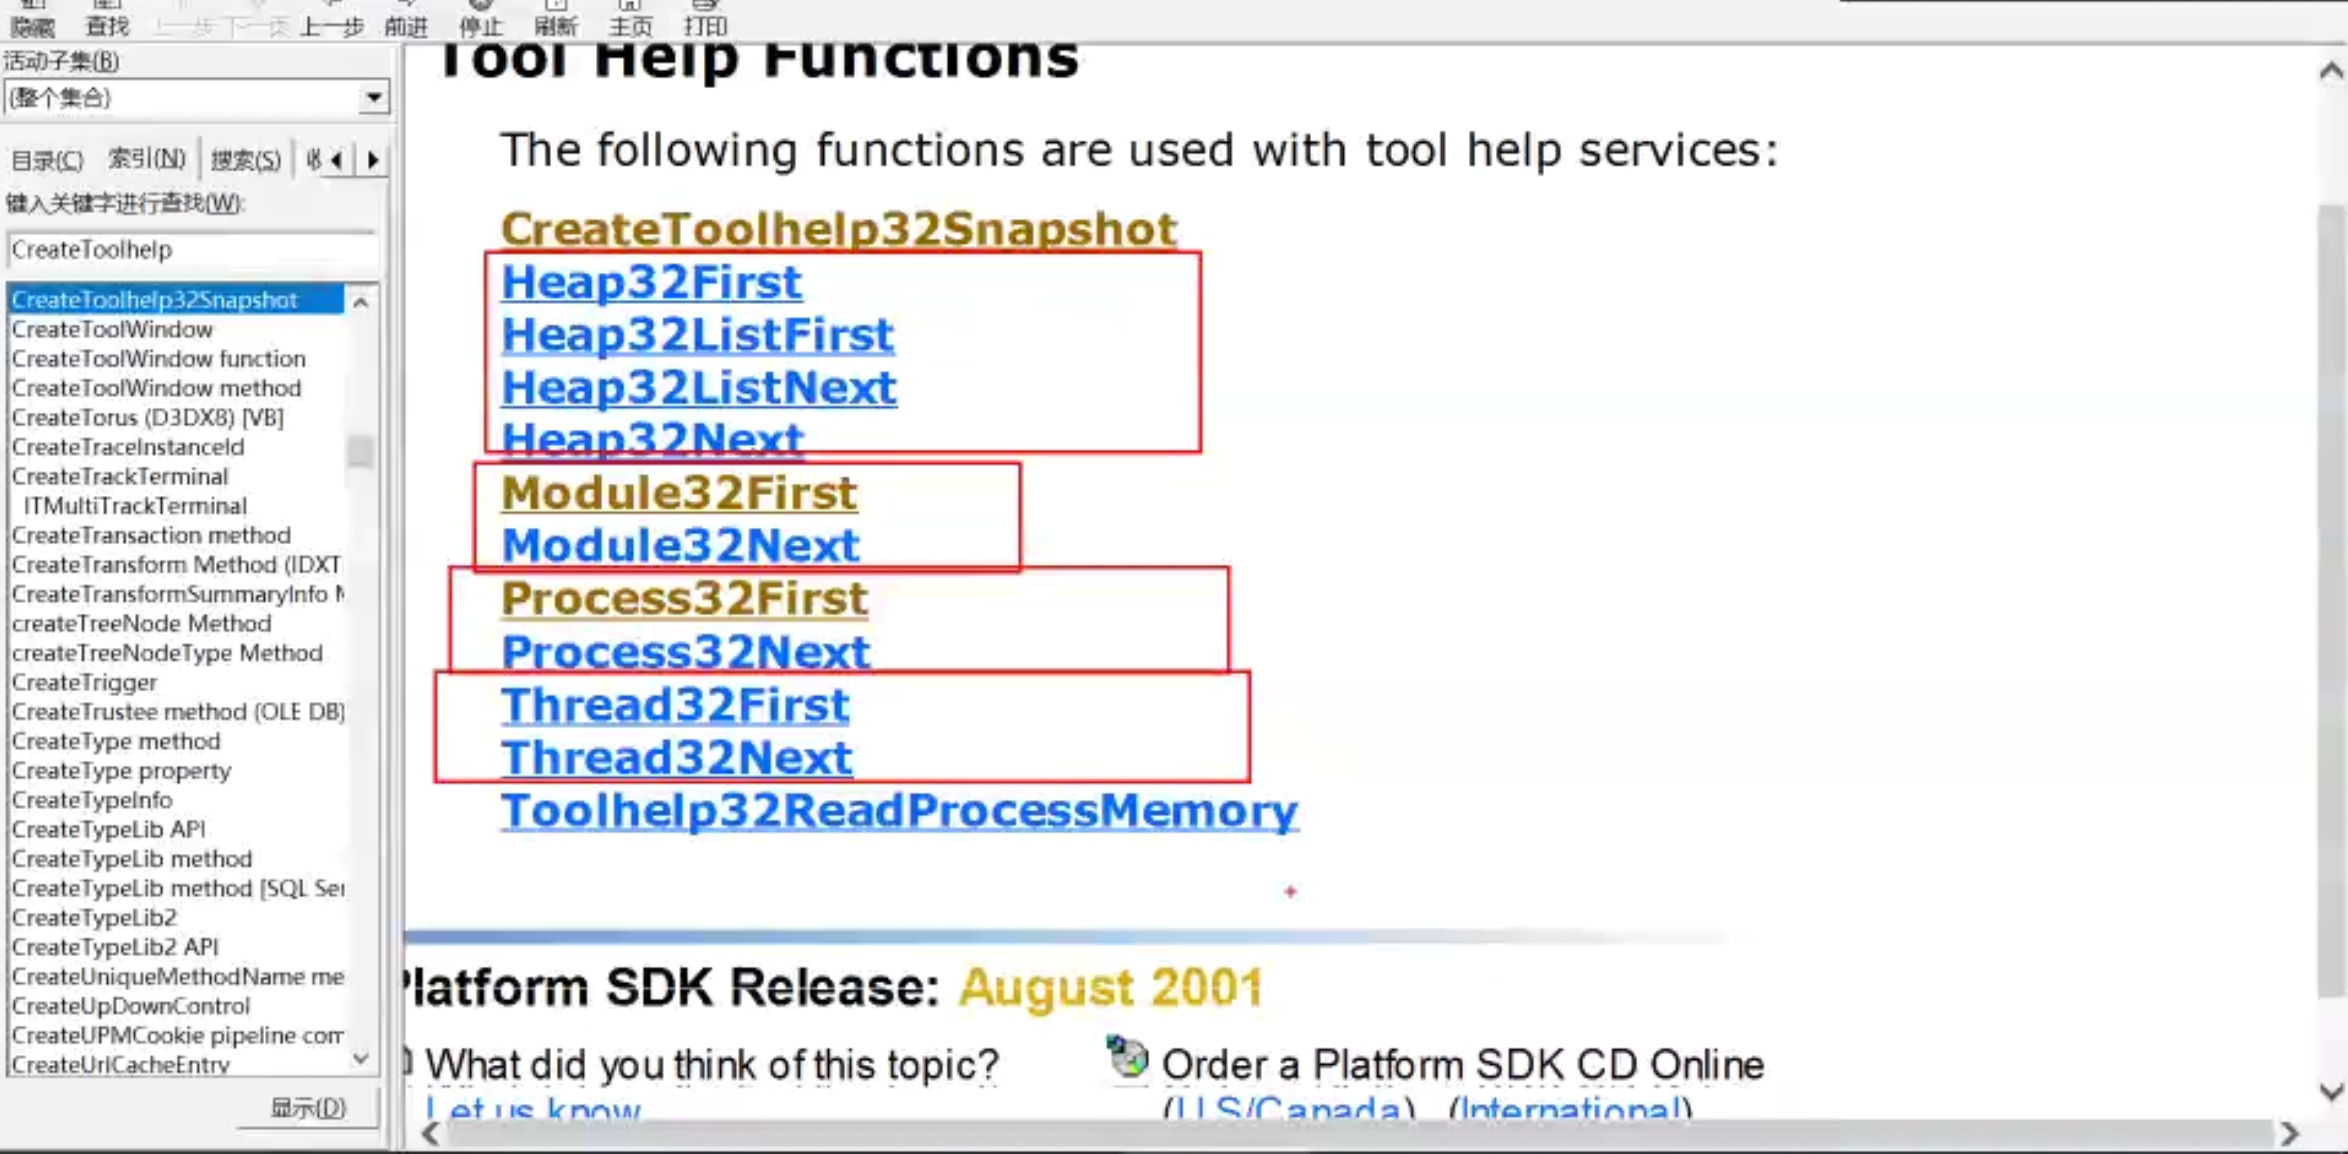 隐藏 查找 上一步 下一页 上一步 前进 停止 刷新 主页 打印
活动子集(B)
(整个集合)
目录(C) 索引(N) 搜索(S)
键入关键字进行查找(W):
CreateToolhelp
CreateToolhelp32Snapshot
CreateToolWindow
CreateToolWindow function
CreateToolWindow method
CreateTorus (D3DX8) [VB]
CreateTraceInstanceId
CreateTrackTerminal
ITMultiTrackTerminal
CreateTransaction method
CreateTransform Method (IDXT
CreateTransformSummaryInfo M
createTreeNode Method
createTreeNodeType Method
CreateTrigger
CreateTrustee method (OLE DB)
CreateType method
CreateType property
CreateTypeInfo
CreateTypeLib API
CreateTypeLib method
CreateTypeLib method [SQL Ser
CreateTypeLib2
CreateTypeLib2 API
CreateUniqueMethodName me
CreateUpDownControl
CreateUPMCookie pipeline com
CreateUrlCacheEntry
显示(D)
Tool Help Functions
The following functions are used with tool help services:
CreateToolhelp32Snapshot
Heap32First
Heap32ListFirst
Heap32ListNext
Heap32Next
Module32First
Module32Next
Process32First
Process32Next
Thread32First
Thread32Next
Toolhelp32ReadProcessMemory
Platform SDK Release: August 2001
What did you think of this topic?
Let us know
Order a Platform SDK CD Online
(U.S/Canada) (International)